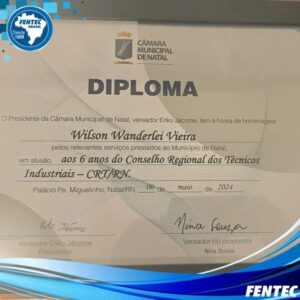 FENTEC
BRASIL
Desde
1989
CÂMARA
MUNICIPAL
DE NATAL
DIPLOMA
O Presidente da Câmara Municipal de Natal, vereador Eriko Jácome, tem a honra de homenagear
Wilson Wanderlei Vieira
pelos relevantes serviços prestados ao Município de Natal,
em alusão, aos 6 anos do Conselho Regional dos Técnicos
Industriais – CRT/RN.
Palácio Pe. Miguelinho, Natal/RN, 06 maio 2024
Nina Souza
Vereador Eriko Jácome
Presidente
Vereador(a) propositor
Nina Souza
FENTEC